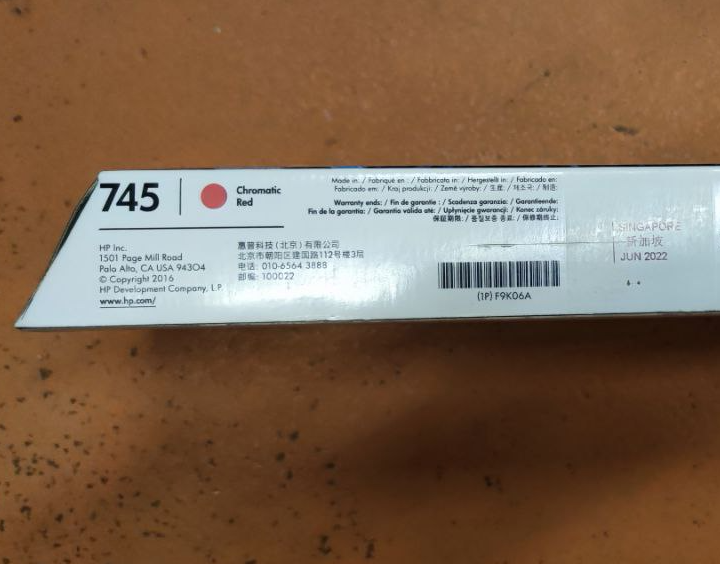 745
Chromatic
Red
Made in: / Fabriqué en : / Fabbricato in: / Hergestellt in: / Fabricado en:
Fabricado em: / Kraj produkcji: / Země výroby: / 生産: / 제조국: / 制造:
Warranty ends: / Fin de garantie : / Scadenza garanzia: / Garantieende:
Fin de la garantía: / Garantia válida até: / Upłynięcie gwarancji: / Konec záruky:
保証期限: / 품질보증 종료: / 保修期终止:
HP Inc.
1501 Page Mill Road
Palo Alto, CA USA 94304
© Copyright 2016
HP Development Company, L.P.
www.hp.com/
惠普科技(北京)有限公司
北京市朝阳区建国路112号楼3层
电话: 010-6564 3888
邮编: 100022
(1P) F9K06A
SINGAPORE
新加坡
JUN 2022